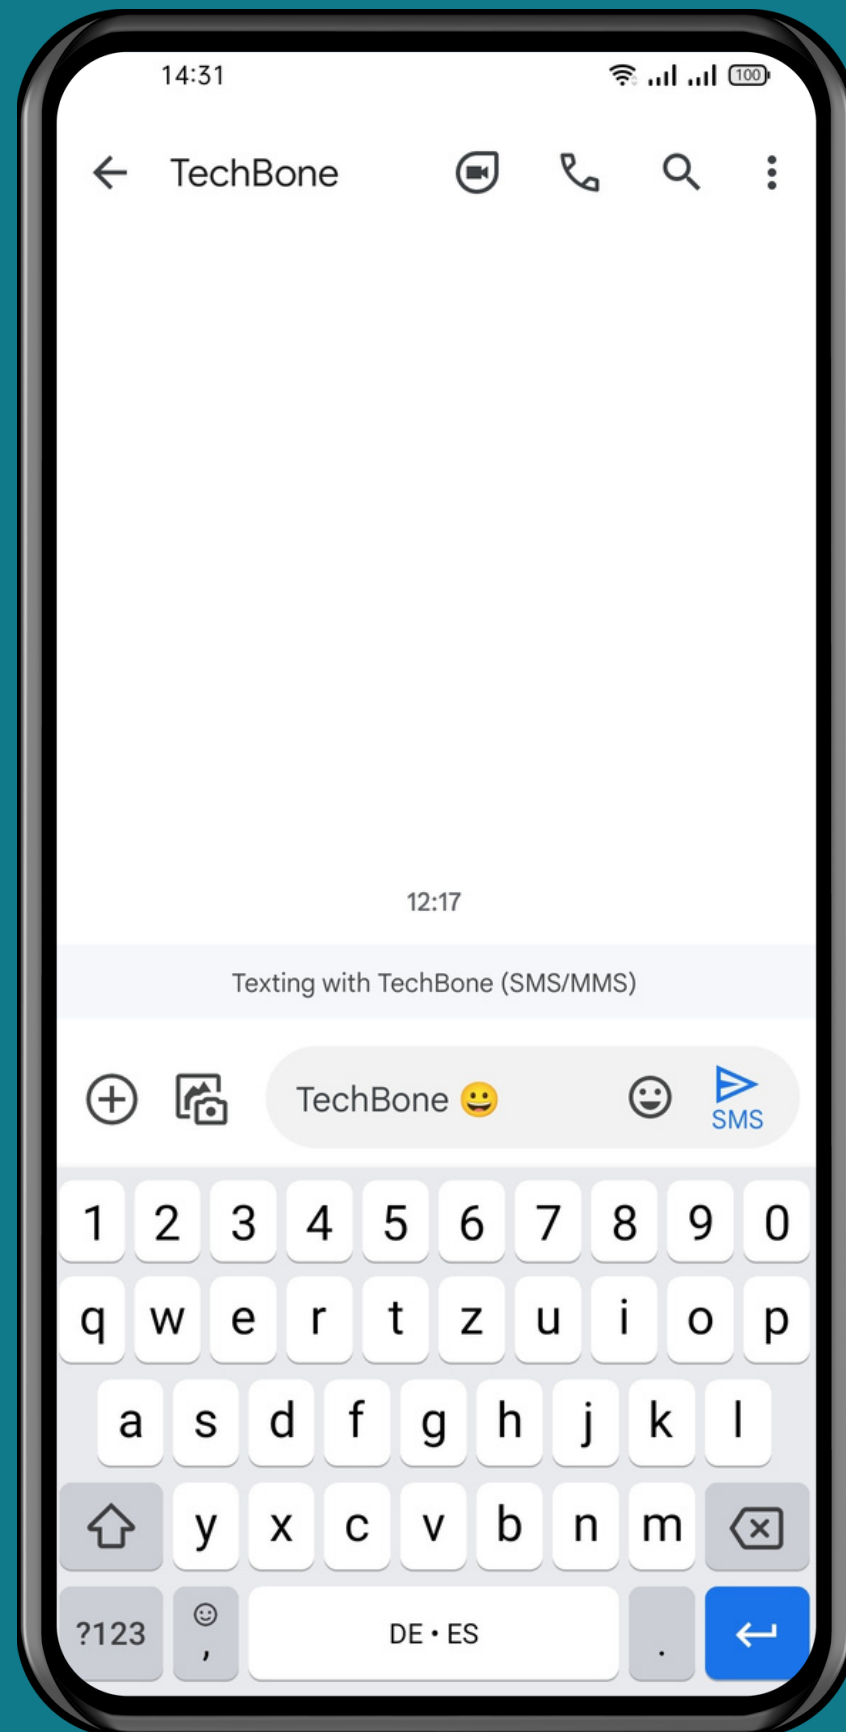 14:31 100
TechBone
12:17
Texting with TechBone (SMS/MMS)
TechBone 😀
SMS
1 2 3 4 5 6 7 8 9 0
q w e r t z u i o p
a s d f g h j k l
y x c v b n m
?123 , DE • ES .